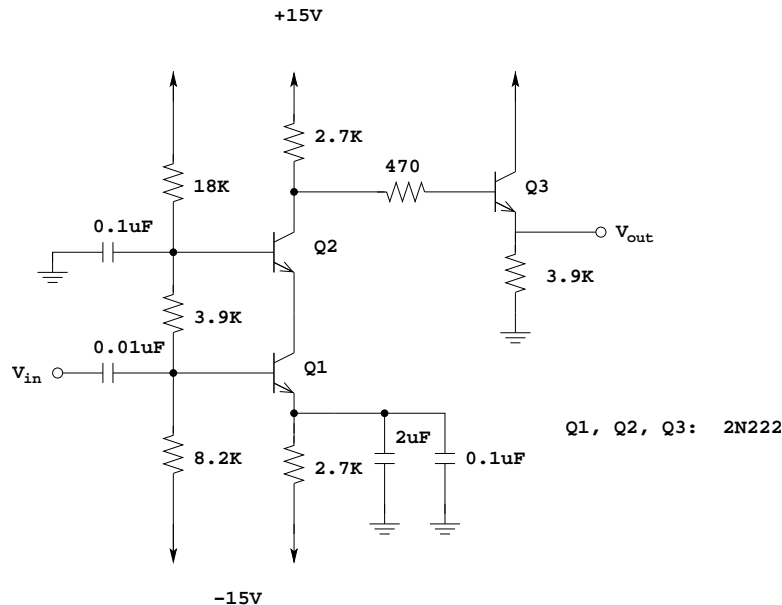 +15V
2.7K
470
18K
Q3
0.1uF
Q2
Vout
3.9K
3.9K
0.01uF
Q1
Vin
Q1, Q2, Q3: 2N222
2uF
8.2K
2.7K
0.1uF
-15V